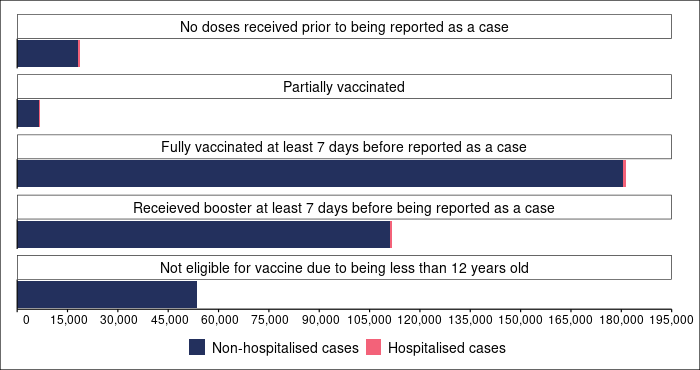 No doses received prior to being reported as a case
Partially vaccinated
Fully vaccinated at least 7 days before reported as a case
Receieved booster at least 7 days before being reported as a case
Not eligible for vaccine due to being less than 12 years old
0 15,000 30,000 45,000 60,000 75,000 90,000 105,000 120,000 135,000 150,000 165,000 180,000 195,000
Non-hospitalised cases Hospitalised cases